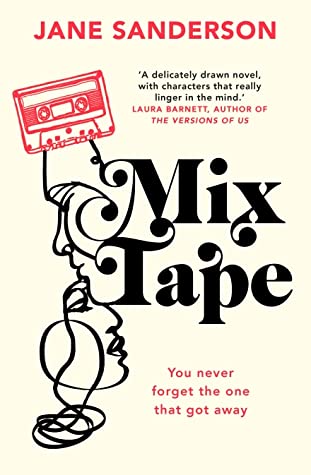 JANE SANDERSON
‘A delicately drawn novel,
with characters that really
linger in the mind.’
LAURA BARNETT, AUTHOR OF
THE VERSIONS OF US
Mix
Tape
You never
forget the one
that got away